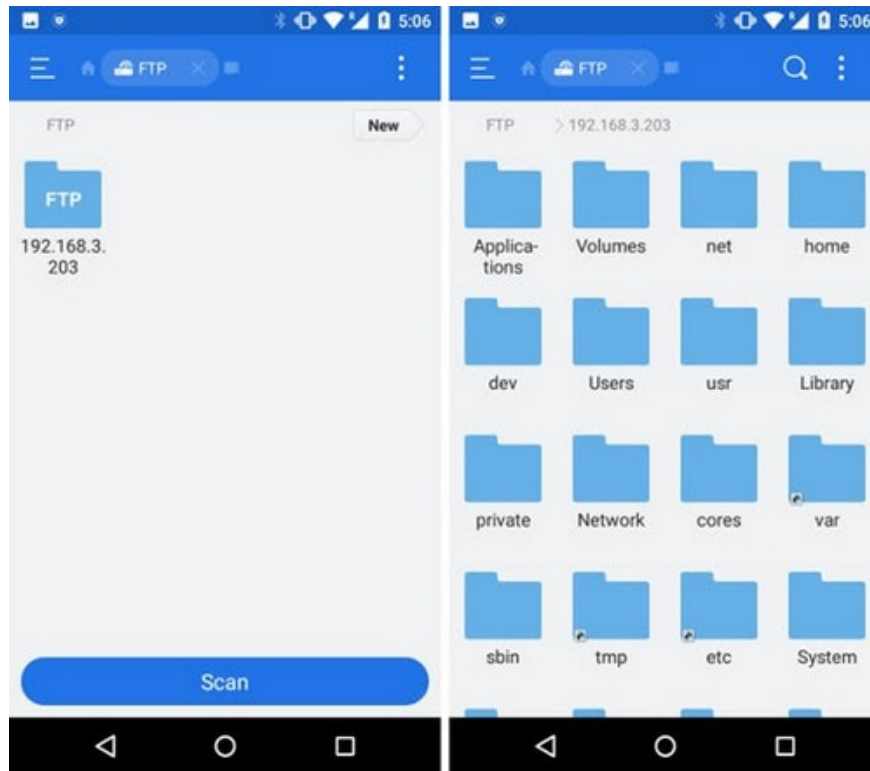 5:06
FTP
FTP
New
FTP
192.168.3.
203
Scan
5:06
FTP
FTP > 192.168.3.203
Applica-
tions
Volumes
net
home
dev
Users
usr
Library
private
Network
cores
var
sbin
tmp
etc
System